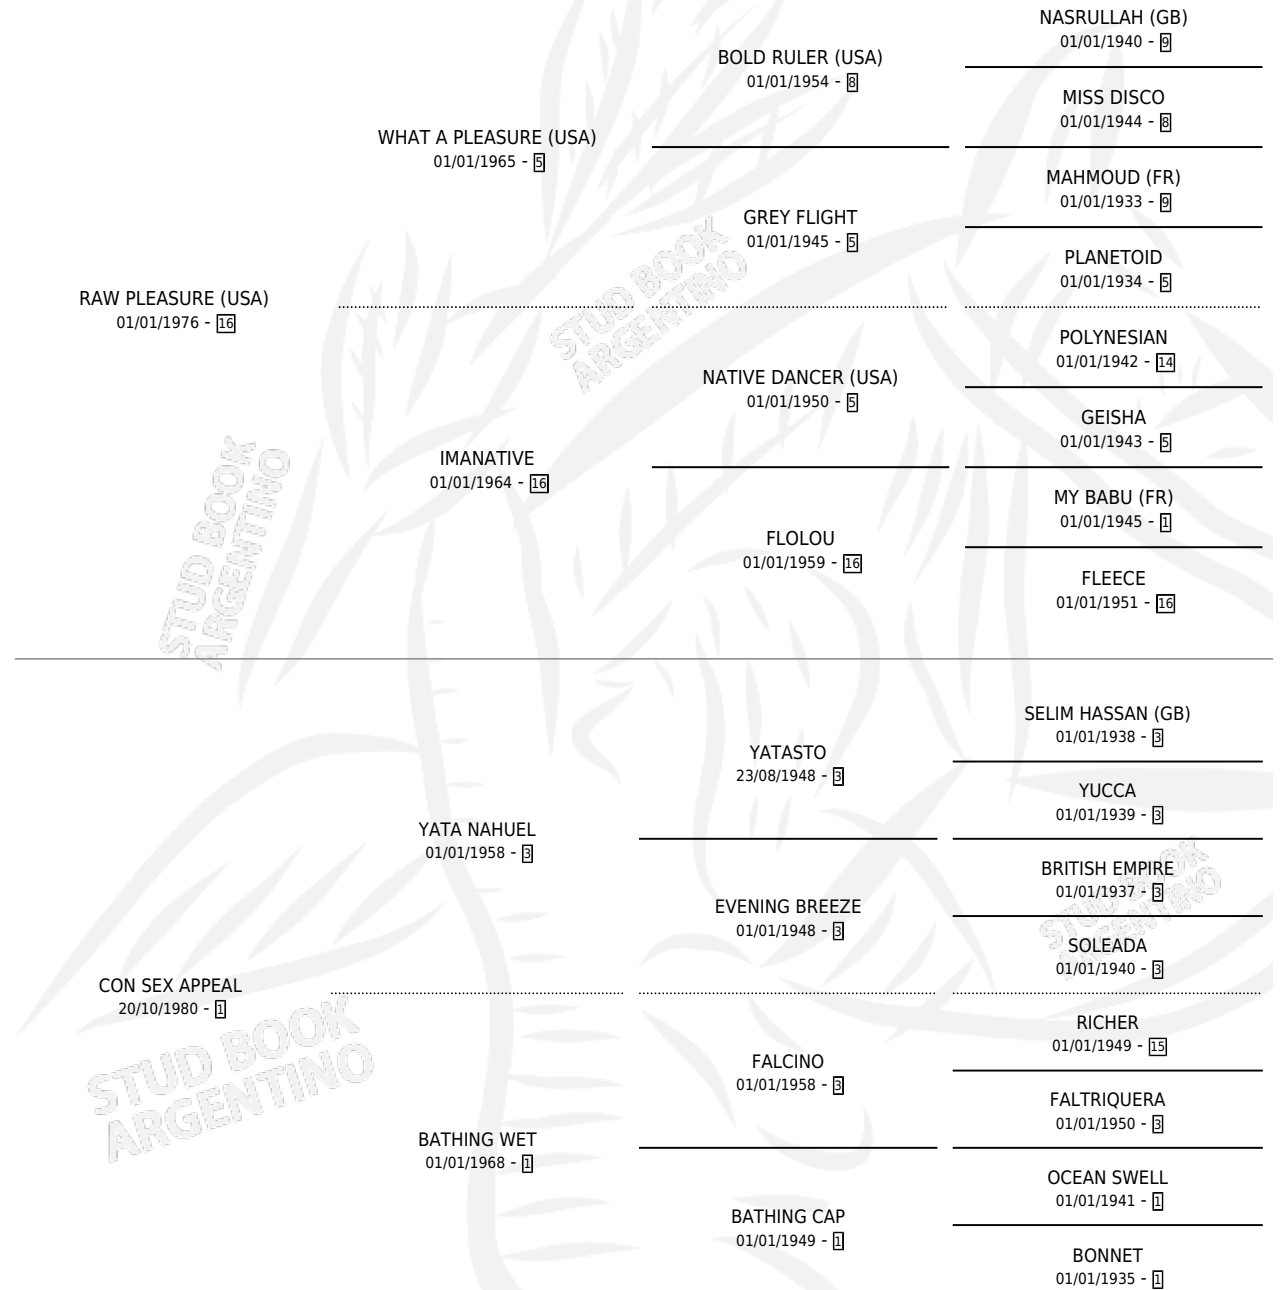 NASRULLAH (GB)
01/01/1940 - 9
BOLD RULER (USA)
01/01/1954 - 8
MISS DISCO
01/01/1944 - 8
WHAT A PLEASURE (USA)
01/01/1965 - 5
MAHMOUD (FR)
01/01/1933 - 9
GREY FLIGHT
01/01/1945 - 5
PLANETOID
01/01/1934 - 5
RAW PLEASURE (USA)
01/01/1976 - 16
POLYNESIAN
01/01/1942 - 14
NATIVE DANCER (USA)
01/01/1950 - 5
GEISHA
01/01/1943 - 5
IMANATIVE
01/01/1964 - 16
MY BABU (FR)
01/01/1945 - 1
FLOLOU
01/01/1959 - 16
FLEECE
01/01/1951 - 16
STUD BOOK
ARGENTINO
STUD BOOK
ARGENTINO
SELIM HASSAN (GB)
01/01/1938 - 3
YATASTO
23/08/1948 - 3
YUCCA
01/01/1939 - 3
YATA NAHUEL
01/01/1958 - 3
BRITISH EMPIRE
01/01/1937 - 3
EVENING BREEZE
01/01/1948 - 3
SOLEADA
01/01/1940 - 3
STUD BOOK
ARGENTINO
CON SEX APPEAL
20/10/1980 - 1
RICHER
01/01/1949 - 15
FALCINO
01/01/1958 - 3
FALTRIQUERA
01/01/1950 - 3
BATHING WET
01/01/1968 - 1
OCEAN SWELL
01/01/1941 - 1
BATHING CAP
01/01/1949 - 1
BONNET
01/01/1935 - 1
STUD BOOK
ARGENTINO